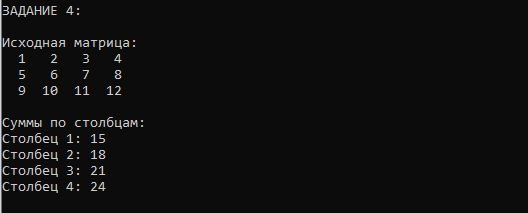 ЗАДАНИЕ 4:
Исходная матрица:
1 2 3 4
5 6 7 8
9 10 11 12
Суммы по столбцам:
Столбец 1: 15
Столбец 2: 18
Столбец 3: 21
Столбец 4: 24